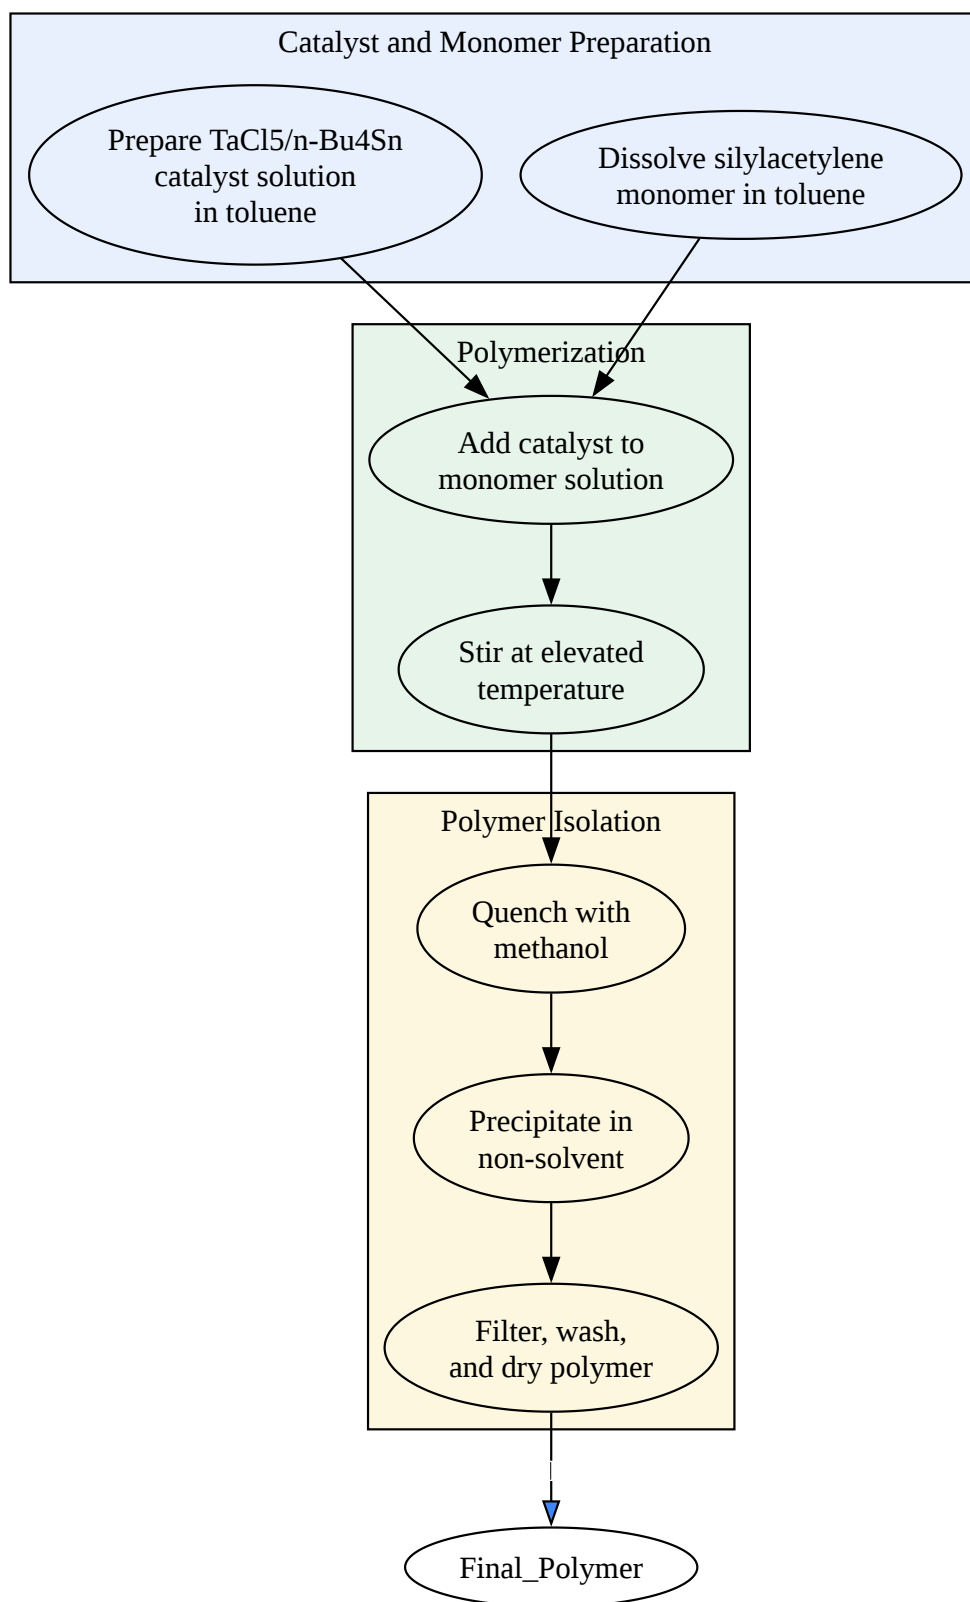 Catalyst and Monomer Preparation
Prepare TaCl5/n-Bu4Sn
catalyst solution
in toluene
Dissolve silylacetylene
monomer in toluene
Polymerization
Add catalyst to
monomer solution
Stir at elevated
temperature
Polymer Isolation
Quench with
methanol
Precipitate in
non-solvent
Filter, wash,
and dry polymer
Final_Polymer